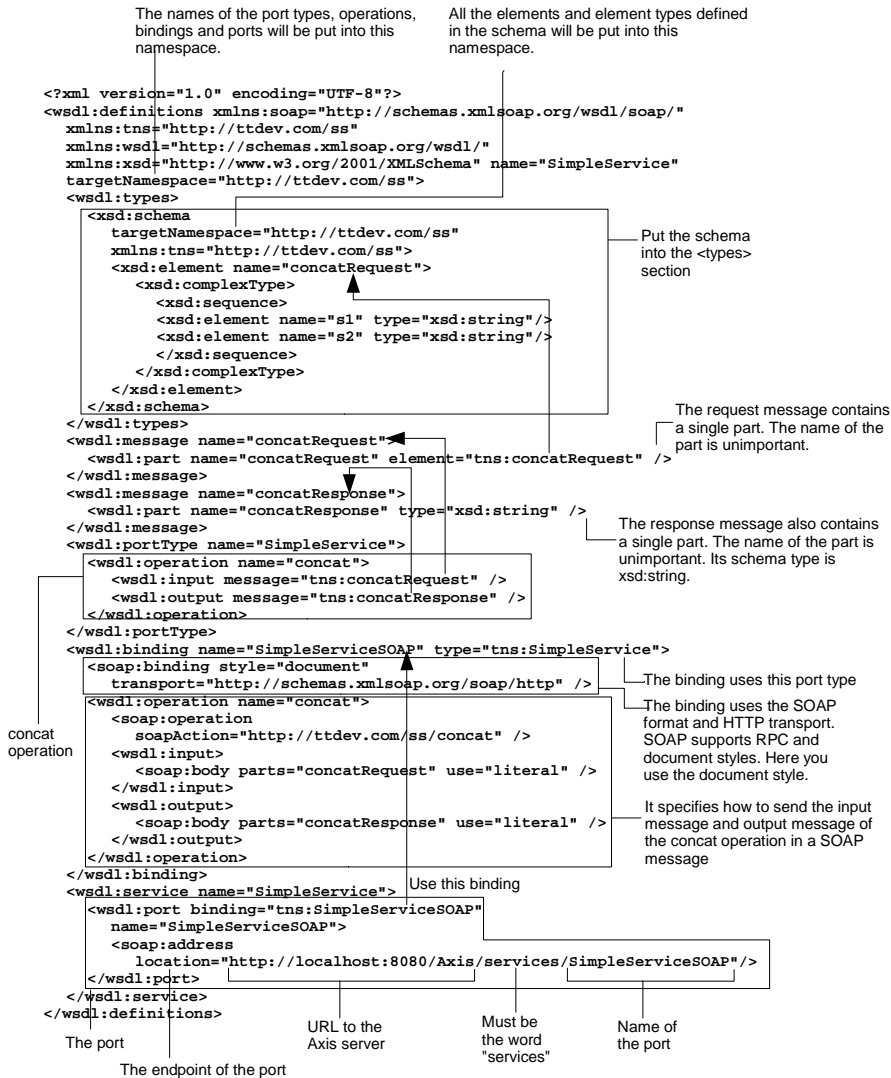 The names of the port types, operations,
bindings and ports will be put into this
namespace.
All the elements and element types defined
in the schema will be put into this
namespace.
<?xml version="1.0" encoding="UTF-8"?>
<wsdl:definitions xmlns:soap="http://schemas.xmlsoap.org/wsdl/soap/"
xmlns:tns="http://ttdev.com/ss"
xmlns:wsdl="http://schemas.xmlsoap.org/wsdl/"
xmlns:xsd="http://www.w3.org/2001/XMLSchema" name="SimpleService"
targetNamespace="http://ttdev.com/ss">
<wsdl:types>
<xsd:schema
targetNamespace="http://ttdev.com/ss"
xmlns:tns="http://ttdev.com/ss">
<xsd:element name="concatRequest">
<xsd:complexType>
<xsd:sequence>
<xsd:element name="s1" type="xsd:string"/>
<xsd:element name="s2" type="xsd:string"/>
</xsd:sequence>
</xsd:complexType>
</xsd:element>
</xsd:schema>
Put the schema
into the <types>
section
</wsdl:types>
<wsdl:message name="concatRequest">
<wsdl:part name="concatRequest" element="tns:concatRequest" />
</wsdl:message>
The request message contains
a single part. The name of the
part is unimportant.
<wsdl:message name="concatResponse">
<wsdl:part name="concatResponse" type="xsd:string" />
</wsdl:message>
The response message also contains
a single part. The name of the part is
unimportant. Its schema type is
xsd:string.
<wsdl:portType name="SimpleService">
<wsdl:operation name="concat">
<wsdl:input message="tns:concatRequest" />
<wsdl:output message="tns:concatResponse" />
</wsdl:operation>
</wsdl:portType>
<wsdl:binding name="SimpleServiceSOAP" type="tns:SimpleService">
<soap:binding style="document"
transport="http://schemas.xmlsoap.org/soap/http" />
The binding uses this port type
The binding uses the SOAP
format and HTTP transport.
SOAP supports RPC and
document styles. Here you
use the document style.
concat
operation
<wsdl:operation name="concat">
<soap:operation
soapAction="http://ttdev.com/ss/concat" />
<wsdl:input>
<soap:body parts="concatRequest" use="literal" />
</wsdl:input>
<wsdl:output>
<soap:body parts="concatResponse" use="literal" />
</wsdl:output>
</wsdl:operation>
It specifies how to send the input
message and output message of
the concat operation in a SOAP
message
</wsdl:binding>
<wsdl:service name="SimpleService">
Use this binding
<wsdl:port binding="tns:SimpleServiceSOAP"
name="SimpleServiceSOAP">
<soap:address
location="http://localhost:8080/Axis/services/SimpleServiceSOAP"/>
</wsdl:port>
</wsdl:service>
</wsdl:definitions>
The port
The endpoint of the port
URL to the
Axis server
Must be
the word
"services"
Name of
the port